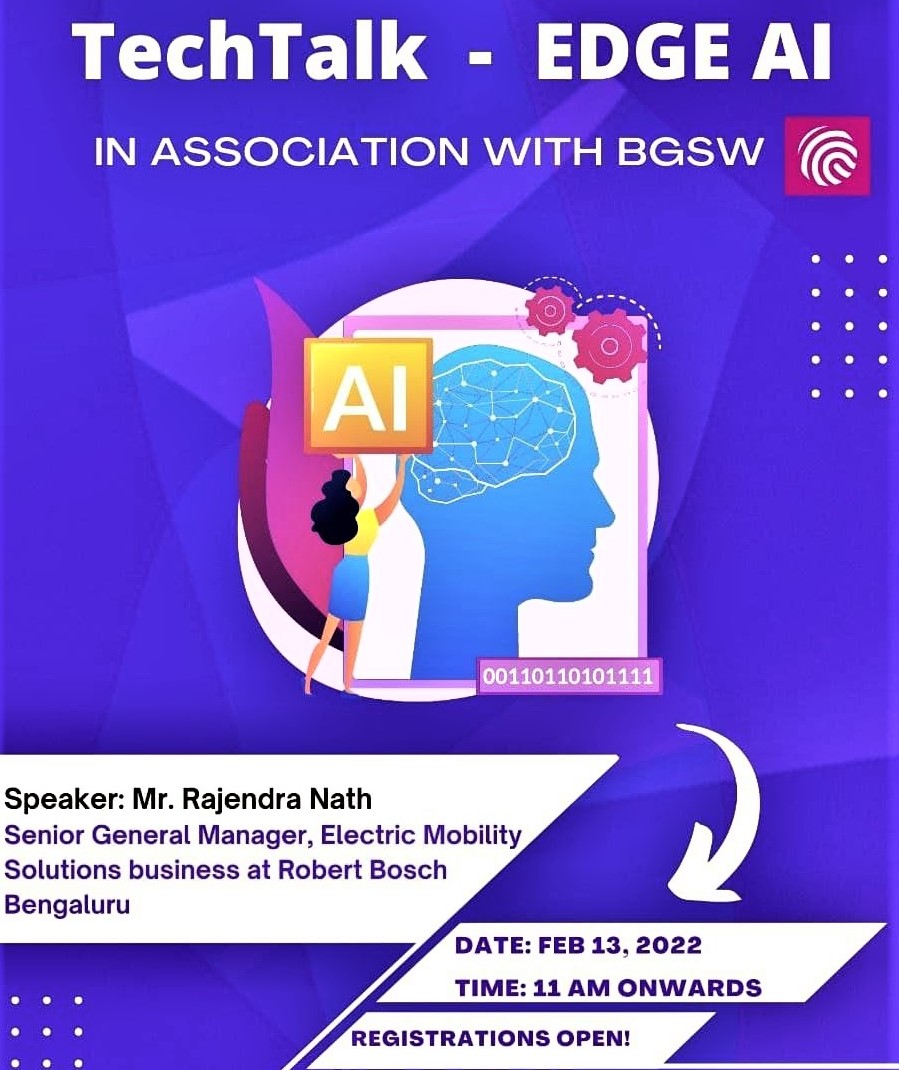 TechTalk - EDGE AI
IN ASSOCIATION WITH BGSW
AI
00110110101111
Speaker: Mr. Rajendra Nath
Senior General Manager, Electric Mobility
Solutions business at Robert Bosch
Bengaluru
DATE: FEB 13, 2022
TIME: 11 AM ONWARDS
REGISTRATIONS OPEN!